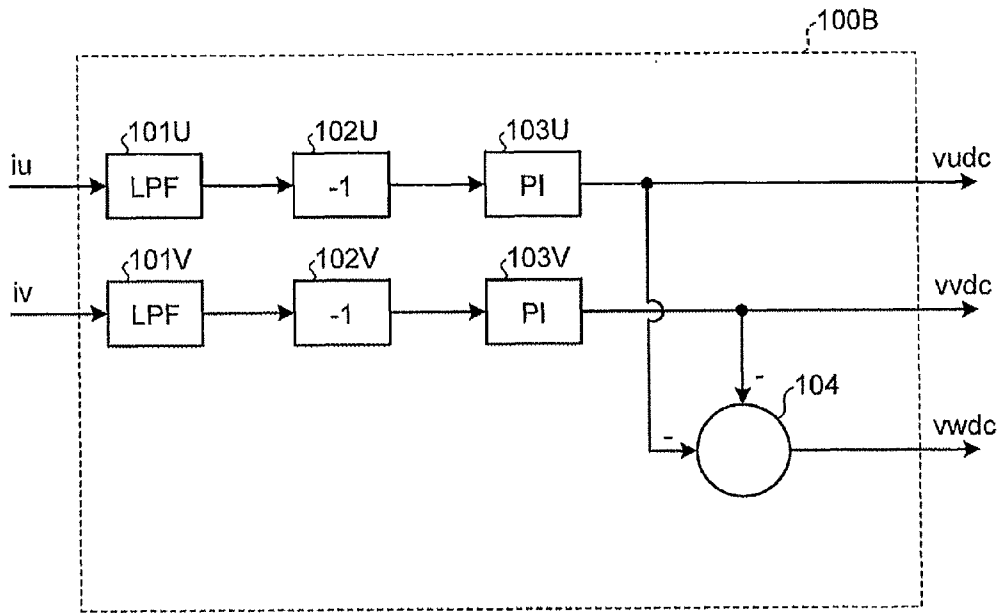 100B
101U
102U
103U
iu
LPF
-1
PI
vudc
101V
102V
103V
iv
LPF
-1
PI
vvdc
-
104
-
vwdc